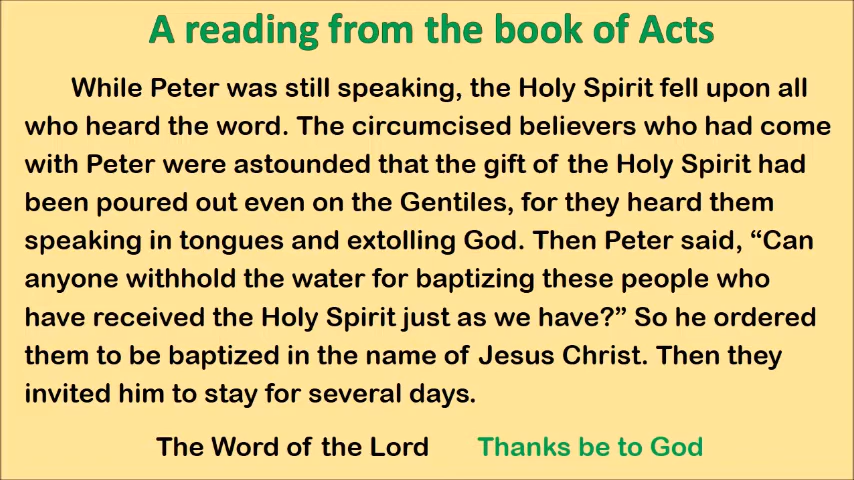 A reading from the book of Acts
While Peter was still speaking, the Holy Spirit fell upon all
who heard the word. The circumcised believers who had come
with Peter were astounded that the gift of the Holy Spirit had
been poured out even on the Gentiles, for they heard them
speaking in tongues and extolling God. Then Peter said, “Can
anyone withhold the water for baptizing these people who
have received the Holy Spirit just as we have?” So he ordered
them to be baptized in the name of Jesus Christ. Then they
invited him to stay for several days.
The Word of the Lord Thanks be to God